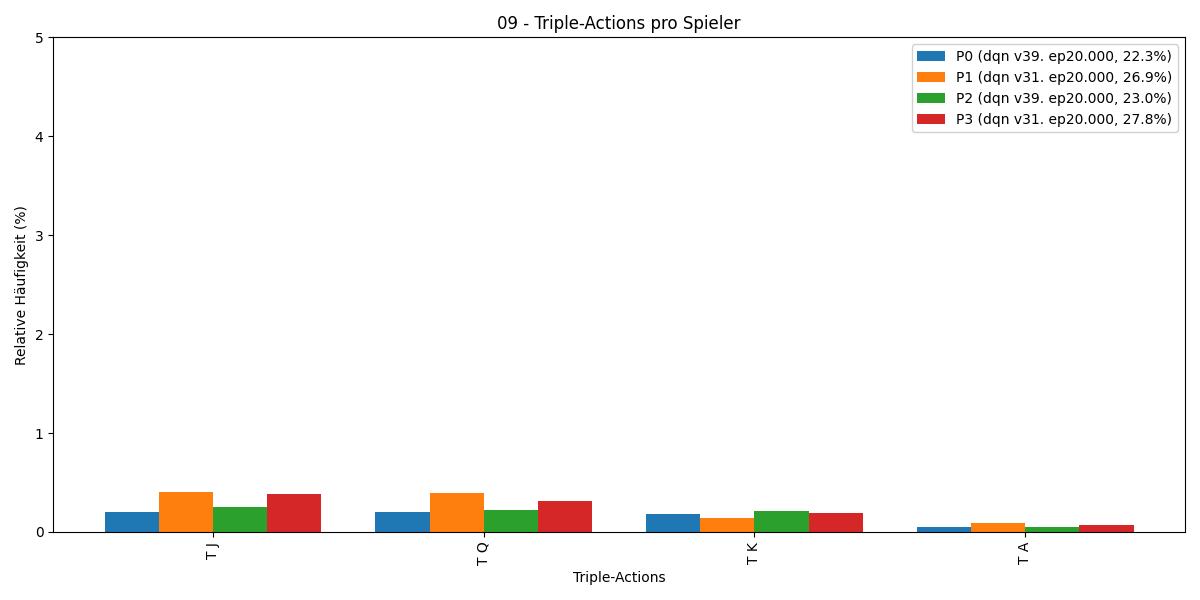 09 - Triple-Actions pro Spieler
P0 (dqn v39. ep20.000, 22.3%)
P1 (dqn v31. ep20.000, 26.9%)
P2 (dqn v39. ep20.000, 23.0%)
P3 (dqn v31. ep20.000, 27.8%)
Relative Häufigkeit (%)
5
4
3
2
1
0
T J
T Q
T K
T A
Triple-Actions